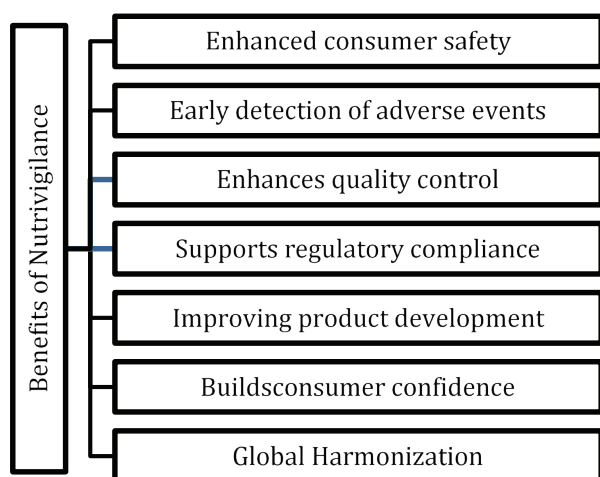 Benefits of Nutrivigilance
Enhanced consumer safety
Early detection of adverse events
Enhances quality control
Supports regulatory compliance
Improving product development
Buildsconsumer confidence
Global Harmonization